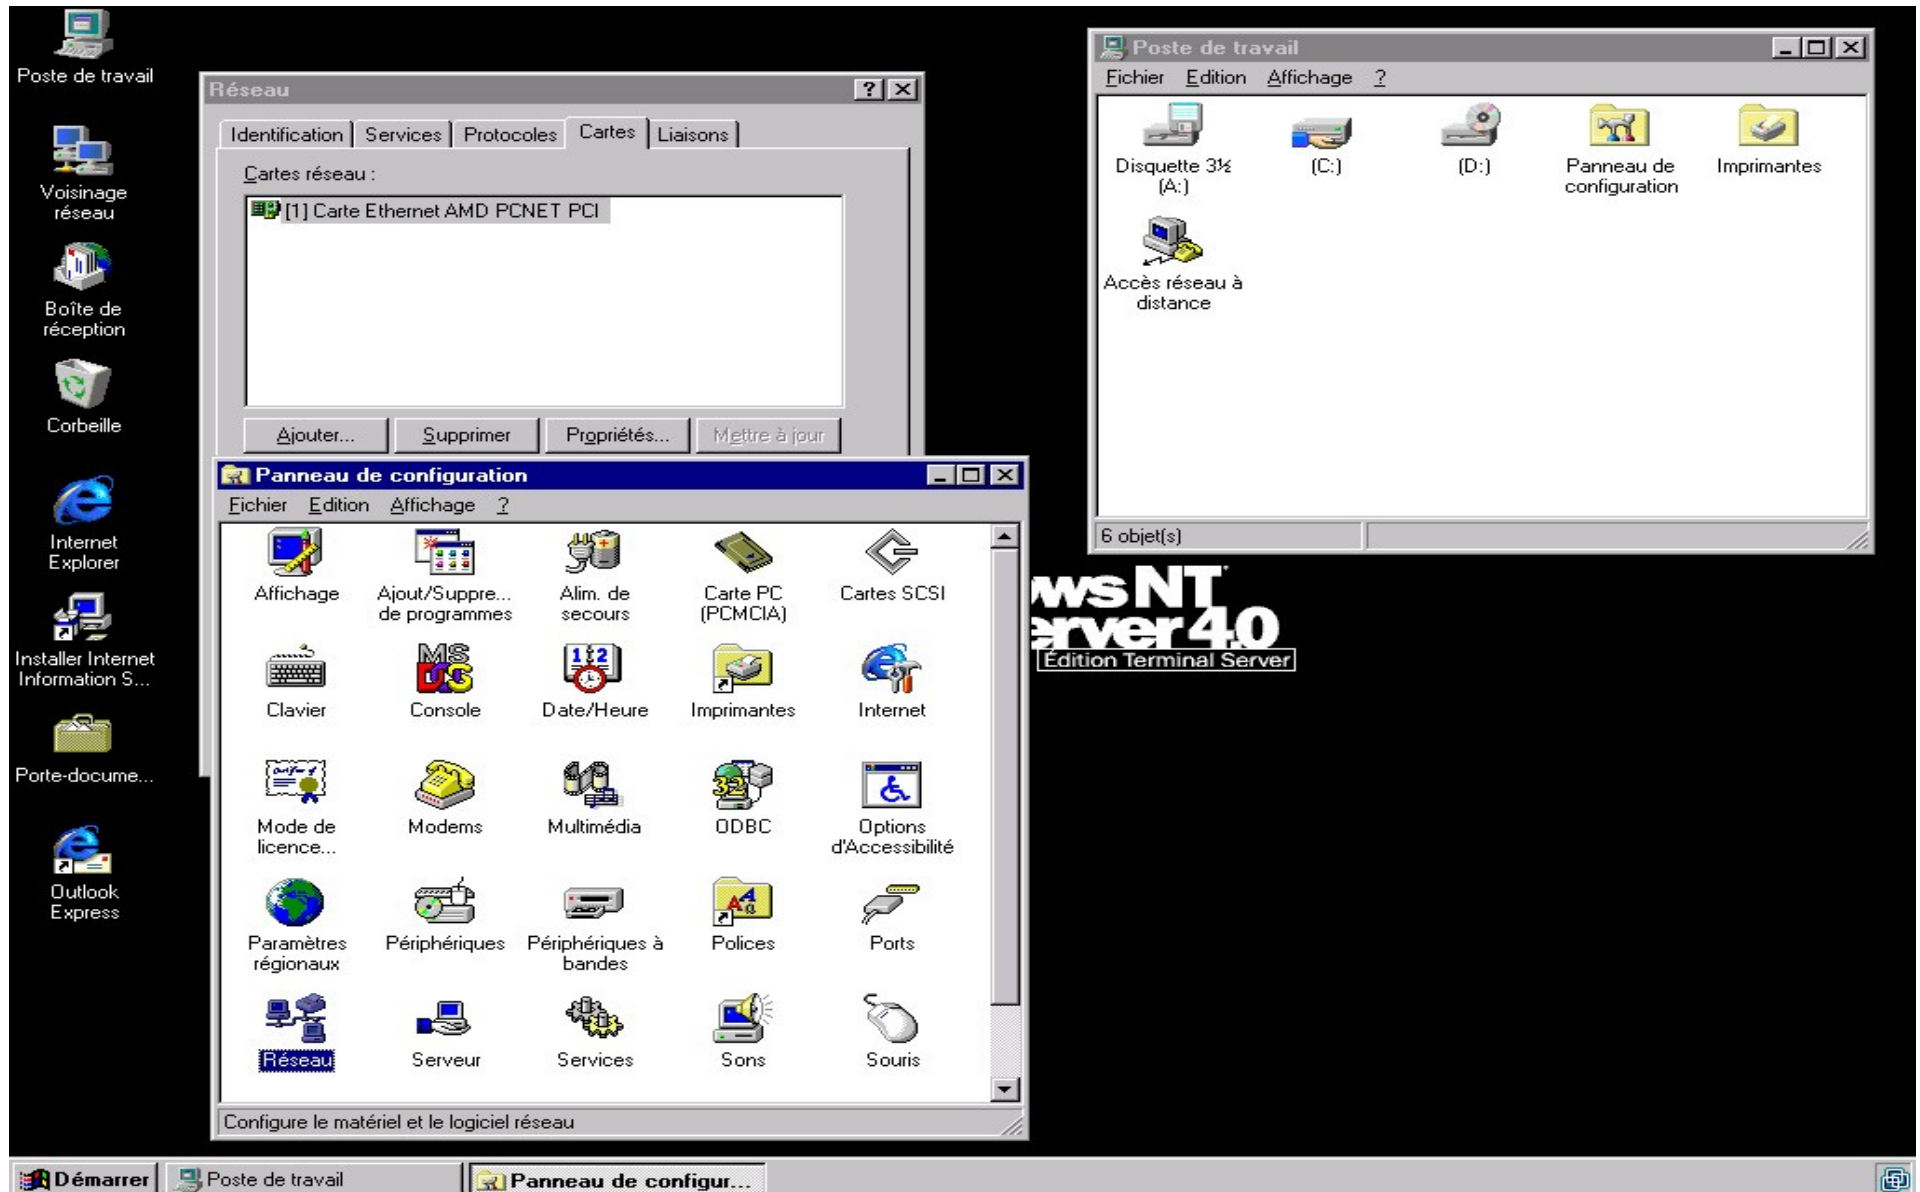 Poste de travail
Voisinage
réseau
Boîte de
réception
Corbeille
Internet
Explorer
Installer Internet
Information S...
Porte-docume...
Outlook
Express
Réseau
Identification
Services
Protocoles
Cartes
Liaisons
Cartes réseau :
[1] Carte Ethernet AMD PCNET PCI
Ajouter...
Supprimer
Propriétés...
Mettre à jour
Poste de travail
Fichier Edition Affichage ?
Disquette 3½
(A:)
(C:)
(D:)
Panneau de
configuration
Imprimantes
Accès réseau à
distance
6 objet(s)
Panneau de configuration
Fichier Edition Affichage ?
Affichage
Ajout/Suppre...
de programmes
Alim. de
secours
Carte PC
(PCMCIA)
Cartes SCSI
Clavier
Console
Date/Heure
Imprimantes
Internet
Mode de
licence...
Modems
Multimédia
ODBC
Options
d'Accessibilité
Paramètres
régionaux
Périphériques
Périphériques à
bandes
Polices
Ports
Réseau
Serveur
Services
Sons
Souris
Configure le matériel et le logiciel réseau
ows NT
erver 4.0
Édition Terminal Server
Démarrer
Poste de travail
Panneau de configur...